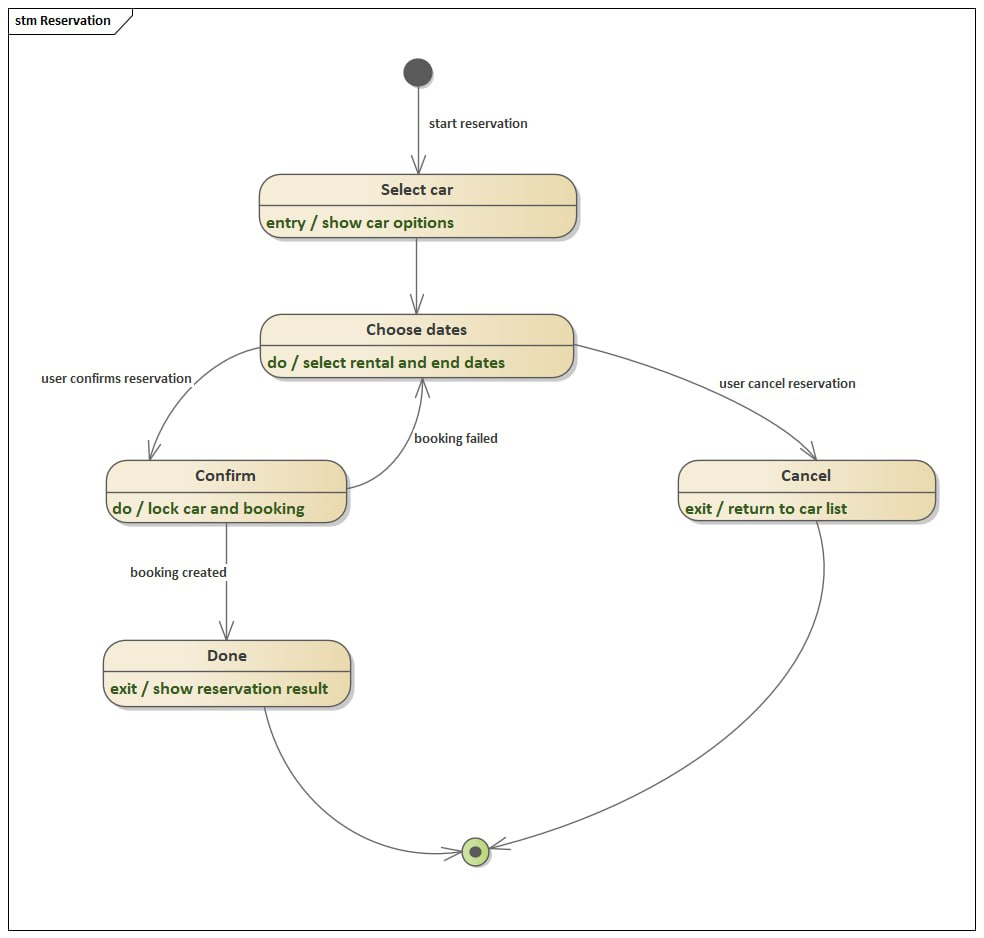 stm Reservation
start reservation
Select car
entry / show car opitions
Choose dates
do / select rental and end dates
user confirms reservation
user cancel reservation
booking failed
Confirm
do / lock car and booking
Cancel
exit / return to car list
booking created
Done
exit / show reservation result